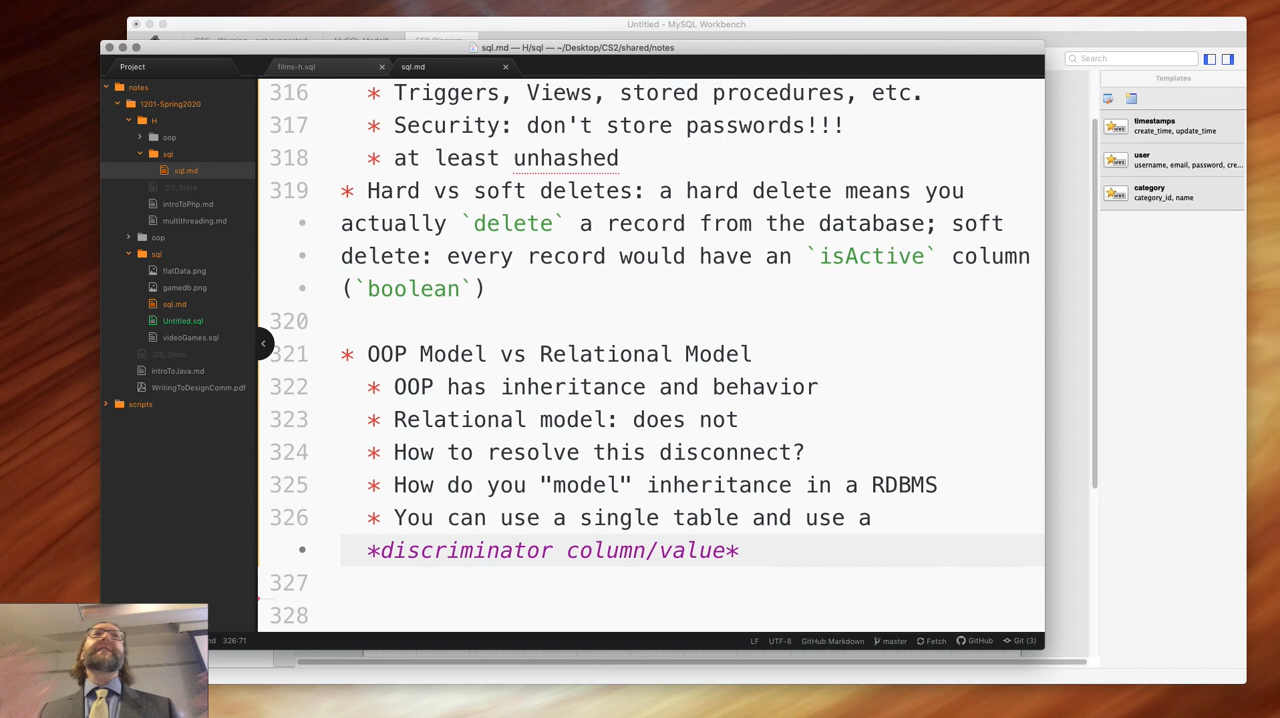 Untitled - MySQL Workbench
sql.md — H/sql — ~/Desktop/CS2/shared/notes
Search
Project
films-h.sql
sql.md
Templates
notes
1201-Spring2020
H
oop
sql
sql.md
.DS_Store
introToPhp.md
multithreading.md
oop
sql
flatData.png
gamedb.png
sql.md
Untitled.sql
videoGames.sql
.DS_Store
introToJava.md
WritingToDesignComm.pdf
scripts
316 * Triggers, Views, stored procedures, etc.
317 * Security: don't store passwords!!!
318 * at least unhashed
319 * Hard vs soft deletes: a hard delete means you
• actually `delete` a record from the database; soft
• delete: every record would have an `isActive` column
• (`boolean`)
320
321 * OOP Model vs Relational Model
322 * OOP has inheritance and behavior
323 * Relational model: does not
324 * How to resolve this disconnect?
325 * How do you "model" inheritance in a RDBMS
326 * You can use a single table and use a
• *discriminator column/value*
327
328
timestamps
create_time, update_time
user
username, email, password, cre...
category
category_id, name
326:71
LF UTF-8 GitHub Markdown master Fetch GitHub Git (3)